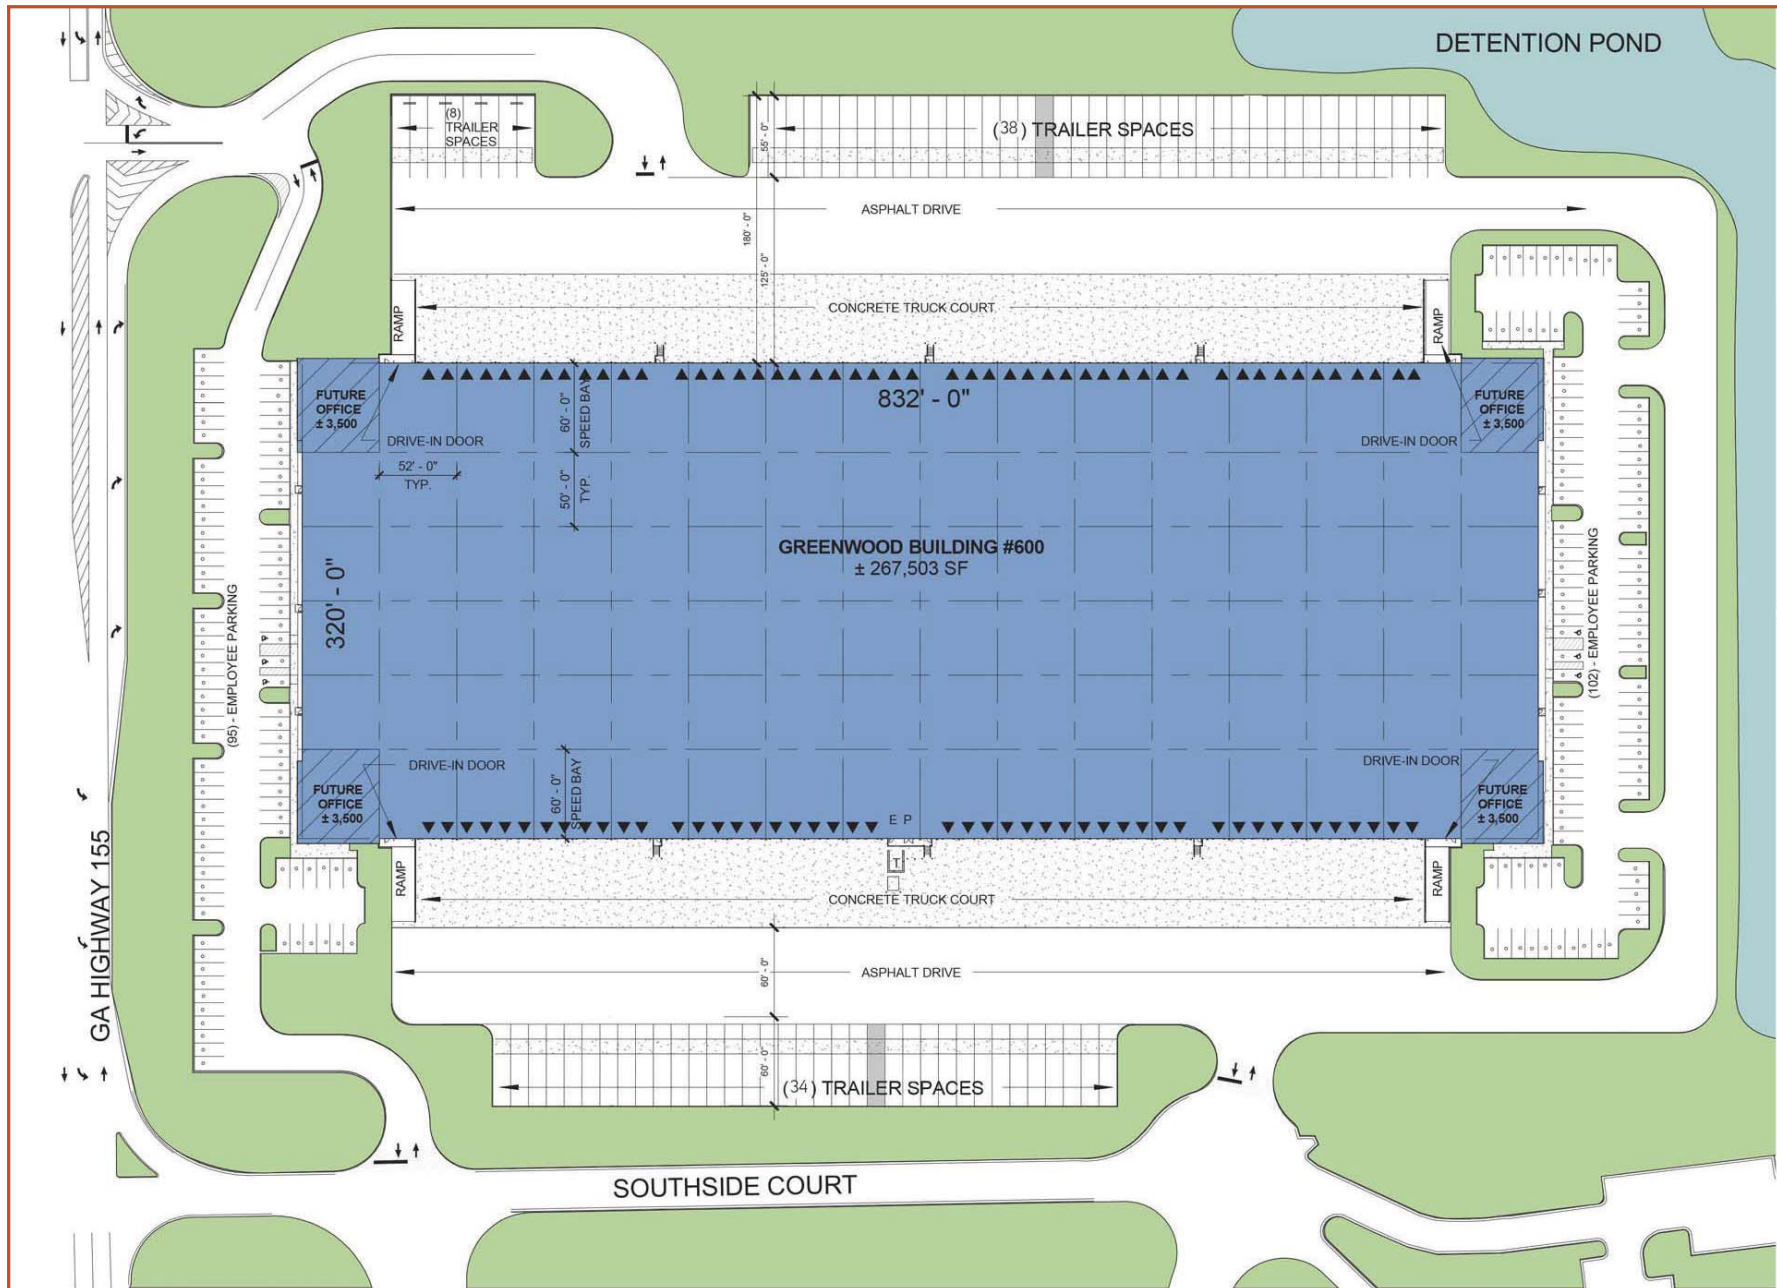 DETENTION POND
(8)
TRAILER
SPACES
(38) TRAILER SPACES
55' - 0"
180' - 0"
125' - 0"
ASPHALT DRIVE
CONCRETE TRUCK COURT
RAMP
RAMP
FUTURE
OFFICE
± 3,500
DRIVE-IN DOOR
60' - 0"
SPEED BAY
832' - 0"
FUTURE
OFFICE
± 3,500
DRIVE-IN DOOR
52' - 0"
TYP.
50' - 0"
TYP.
GREENWOOD BUILDING #600
± 267,503 SF
320' - 0"
(95) - EMPLOYEE PARKING
(102) - EMPLOYEE PARKING
DRIVE-IN DOOR
FUTURE
OFFICE
± 3,500
60' - 0"
SPEED BAY
E P
T
DRIVE-IN DOOR
FUTURE
OFFICE
± 3,500
RAMP
RAMP
CONCRETE TRUCK COURT
60' - 0"
ASPHALT DRIVE
60' - 0"
(34) TRAILER SPACES
GA HIGHWAY 155
SOUTHSIDE COURT